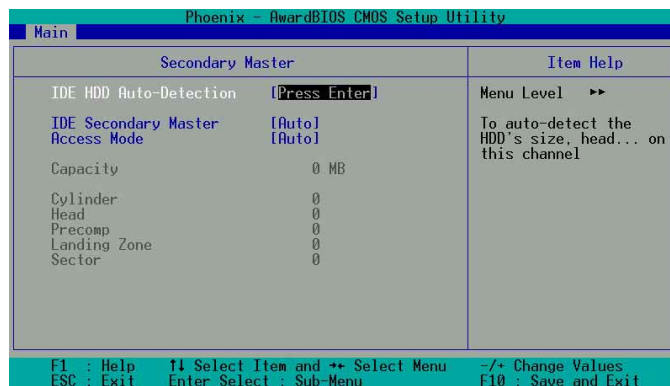 Phoenix - AwardBIOS CMOS Setup Utility
Main
Secondary Master
Item Help
IDE HDD Auto-Detection [Press Enter]
Menu Level ▸▸
IDE Secondary Master [Auto]
Access Mode [Auto]
To auto-detect the
HDD's size, head... on
this channel
Capacity 0 MB
Cylinder 0
Head 0
Precomp 0
Landing Zone 0
Sector 0
F1 : Help ↑↓ Select Item and →← Select Menu -/+ Change Values
ESC : Exit Enter Select : Sub-Menu F10 : Save and Exit